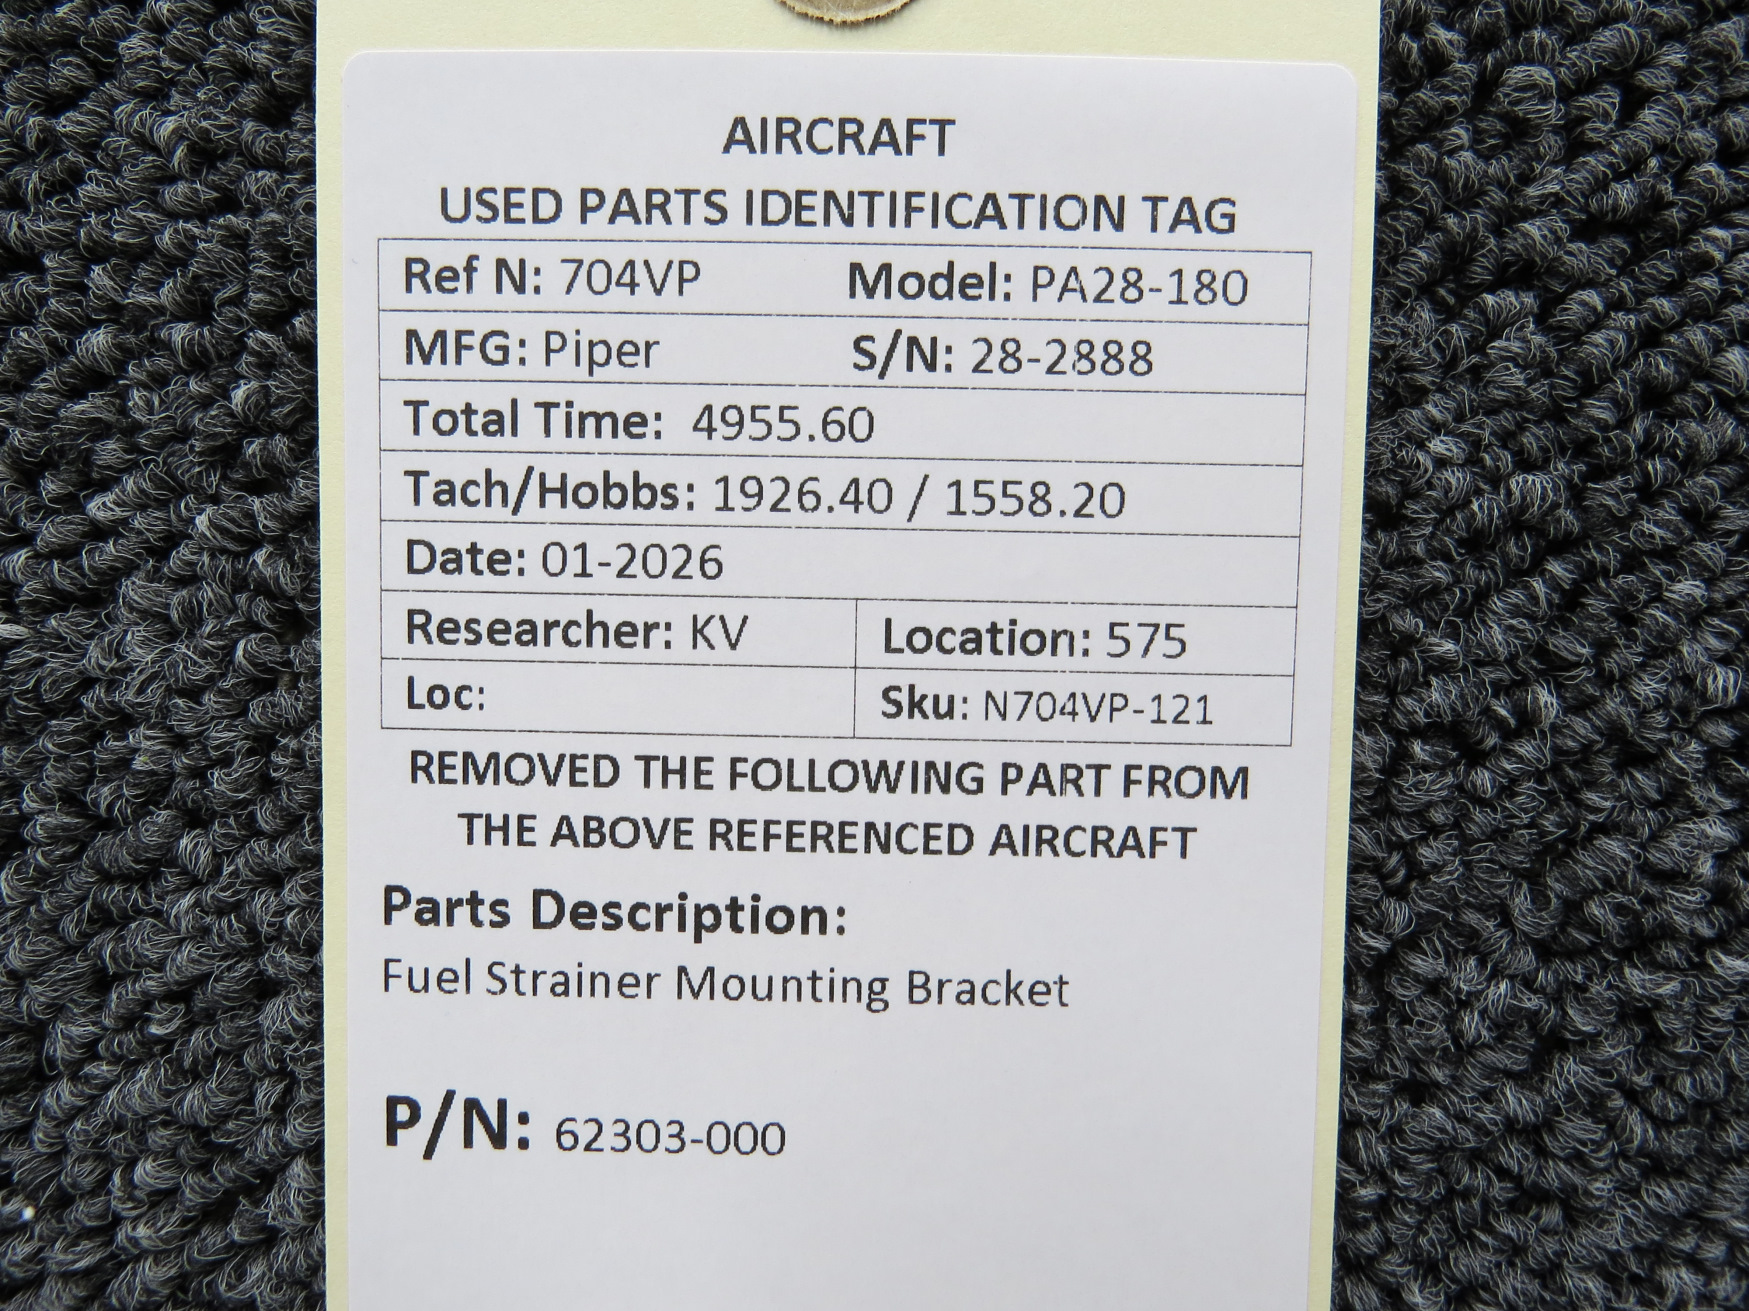 AIRCRAFT
USED PARTS IDENTIFICATION TAG
Ref N: 704VP Model: PA28-180
MFG: Piper S/N: 28-2888
Total Time: 4955.60
Tach/Hobbs: 1926.40 / 1558.20
Date: 01-2026
Researcher: KV Location: 575
Loc: Sku: N704VP-121
REMOVED THE FOLLOWING PART FROM
THE ABOVE REFERENCED AIRCRAFT
Parts Description:
Fuel Strainer Mounting Bracket
P/N: 62303-000